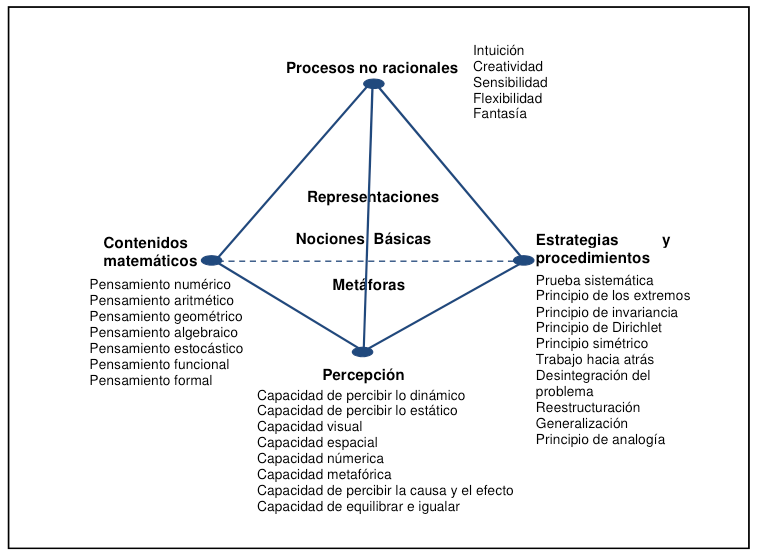 Procesos no racionales
Intuición
Creatividad
Sensibilidad
Flexibilidad
Fantasía
Representaciones
Nociones Básicas
Metáforas
Contenidos
matemáticos
Pensamiento numérico
Pensamiento aritmético
Pensamiento geométrico
Pensamiento algebraico
Pensamiento estocástico
Pensamiento funcional
Pensamiento formal
Estrategias y
procedimientos
Prueba sistemática
Principio de los extremos
Principio de invariancia
Principio de Dirichlet
Principio simétrico
Trabajo hacia atrás
Desintegración del
problema
Reestructuración
Generalización
Principio de analogía
Percepción
Capacidad de percibir lo dinámico
Capacidad de percibir lo estático
Capacidad visual
Capacidad espacial
Capacidad númerica
Capacidad metafórica
Capacidad de percibir la causa y el efecto
Capacidad de equilibrar e igualar